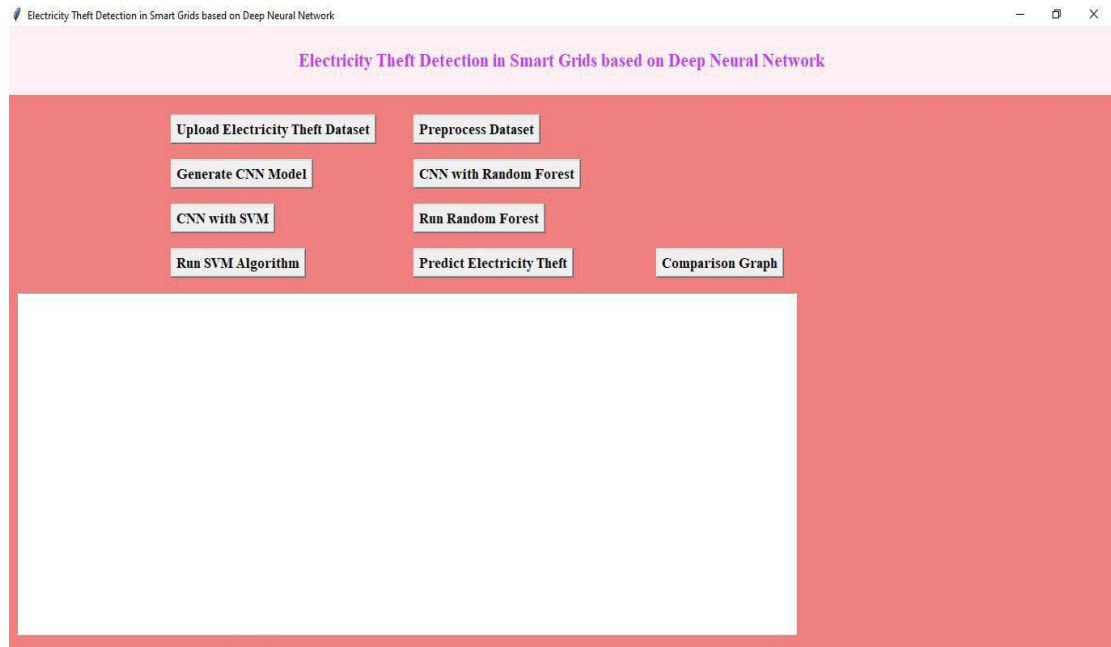 Electricity Theft Detection in Smart Grids based on Deep Neural Network
Electricity Theft Detection in Smart Grids based on Deep Neural Network
Upload Electricity Theft Dataset
Preprocess Dataset
Generate CNN Model
CNN with Random Forest
CNN with SVM
Run Random Forest
Run SVM Algorithm
Predict Electricity Theft
Comparison Graph